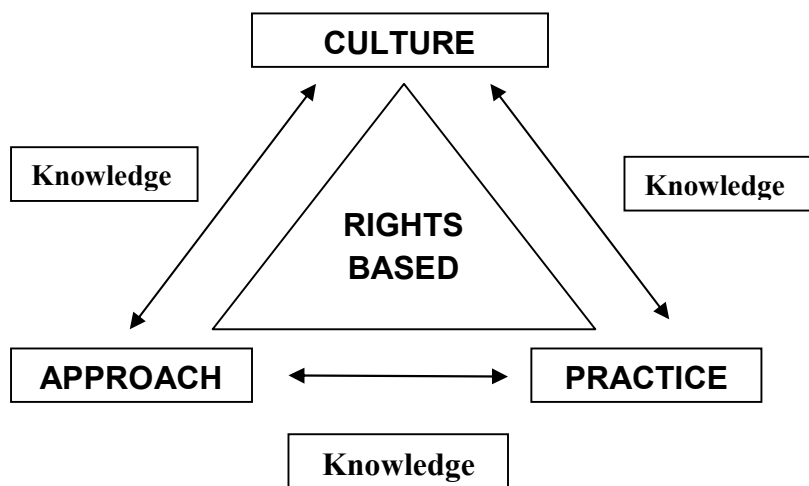 CULTURE
Knowledge
Knowledge
RIGHTS
BASED
APPROACH
PRACTICE
Knowledge